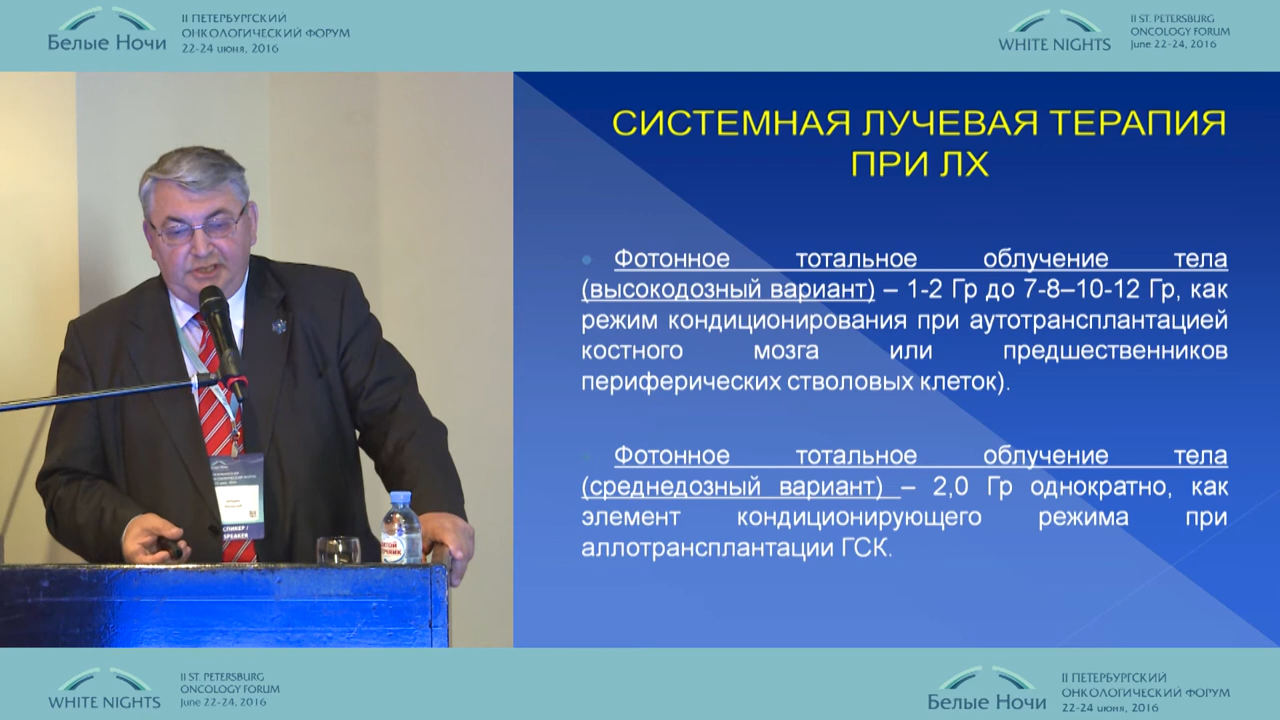 II ПЕТЕРБУРГСКИЙ
ОНКОЛОГИЧЕСКИЙ ФОРУМ
Белые Ночи
22-24 июня, 2016
II ST. PETERSBURG
ONCOLOGY FORUM
WHITE NIGHTS
June 22-24, 2016
СИСТЕМНАЯ ЛУЧЕВАЯ ТЕРАПИЯ
ПРИ ЛХ
• Фотонное тотальное облучение тела
(высокодозный вариант) – 1-2 Гр до 7-8–10-12 Гр, как
режим кондиционирования при аутотрансплантацией
костного мозга или предшественников
периферических стволовых клеток).
• Фотонное тотальное облучение тела
(среднедозный вариант) – 2,0 Гр однократно, как
элемент кондиционирующего режима при
аллотрансплантации ГСК.
СПИКЕР /
SPEAKER
II ST. PETERSBURG
ONCOLOGY FORUM
WHITE NIGHTS
June 22-24, 2016
II ПЕТЕРБУРГСКИЙ
ОНКОЛОГИЧЕСКИЙ ФОРУМ
Белые Ночи
22-24 июня, 2016